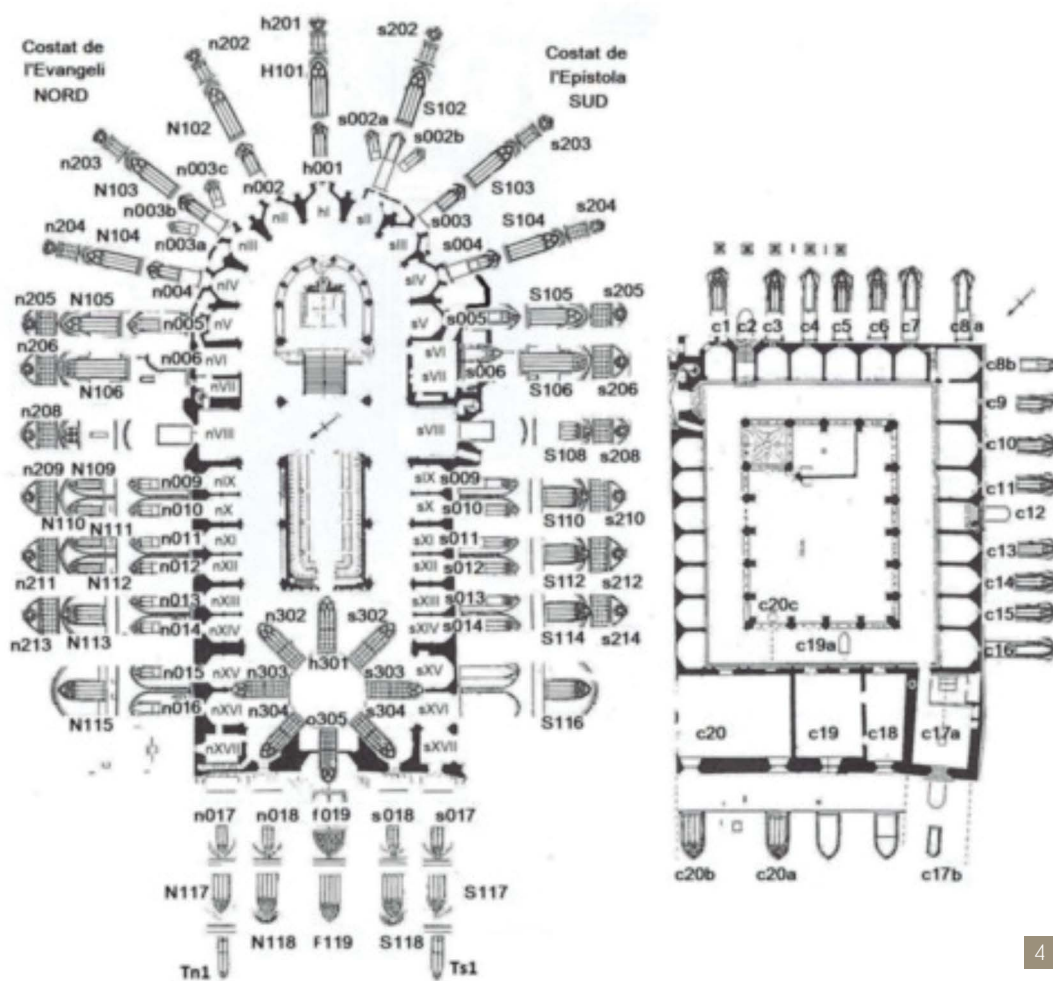 Costat de
l'Evangeli
NORD
Costat de
l'Epístola
SUD
n202
h201
s202
H101
S102
N102
s002a
s002b
n203
s203
n003c
n002
h001
S103
N103
n003b
s003
n204
N104
n003a
s004
S104
s204
n004
nII
hI
sII
nIII
sIII
nIV
sIV
n205
N105
n005
nV
sV
s005
S105
s205
n206
N106
n006
nVI
sVI
s006
S106
s206
nVII
sVII
n208
nVIII
sVIII
S108
s208
n209
N109
n009
nIX
sIX
s009
N110
n010
nX
sX
s010
S110
s210
N111
n011
nXI
sXI
s011
n211
N112
n012
nXII
sXII
s012
S112
s212
n013
nXIII
sXIII
s013
n213
N113
n014
nXIV
sXIV
s014
S114
s214
n302
s302
h301
n015
nXV
sXV
n303
s303
N115
n016
nXVI
sXVI
S116
n304
o305
s304
nXVII
sXVII
n017
n018
f019
s018
s017
N117
S117
N118
F119
S118
Tn1
Ts1
c1
c2
c3
c4
c5
c6
c7
c8a
c8b
c9
c10
c11
c12
c13
c14
c15
c16
c20c
c19a
c20
c19
c18
c17a
c20b
c20a
c17b
4